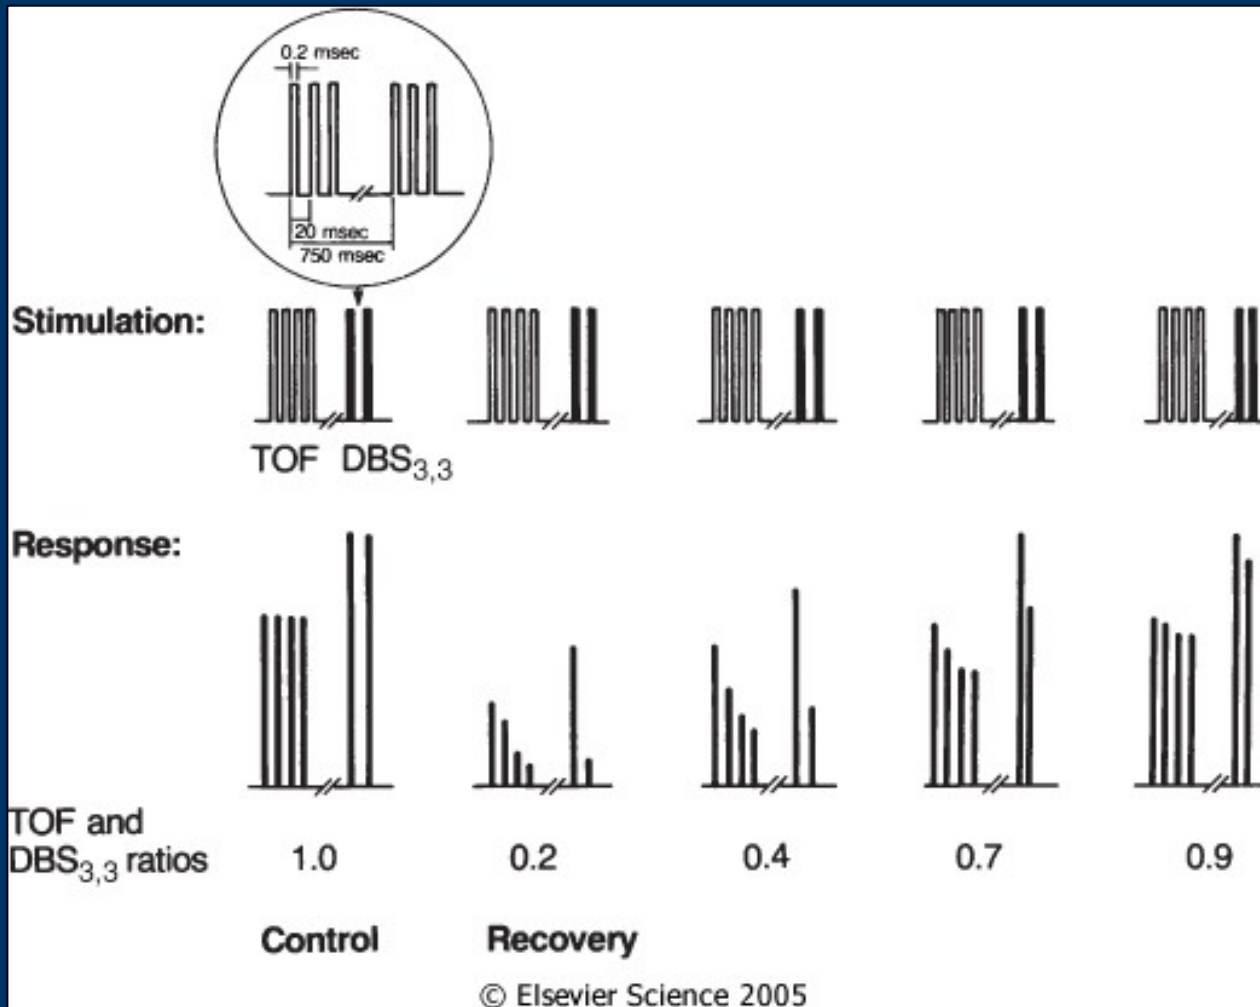 0.2 msec
20 msec
750 msec
Stimulation:
TOF DBS3,3
Response:
TOF and
DBS3,3 ratios 1.0 0.2 0.4 0.7 0.9
Control Recovery
© Elsevier Science 2005